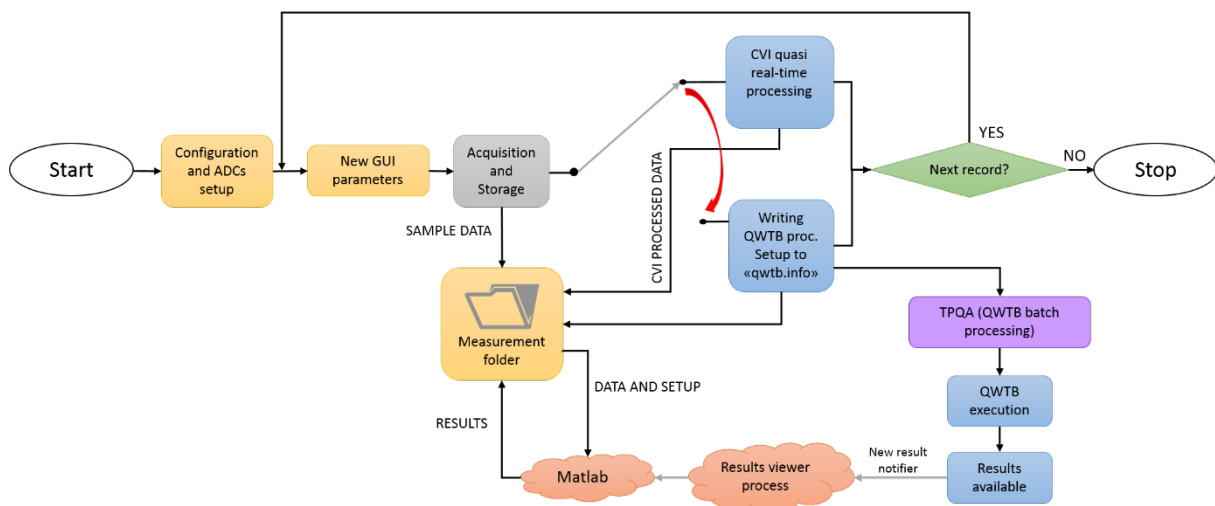 CVI quasi
real-time
processing
YES
Start
Configuration
and ADCs
setup
New GUI
parameters
Acquisition
and
Storage
Next record?
NO
Stop
SAMPLE DATA
CVI PROCESSED DATA
Writing
QWTB proc.
Setup to
«qwtb.info»
Measurement
folder
TPQA (QWTB batch
processing)
DATA AND SETUP
RESULTS
QWTB
execution
Matlab
Results viewer
process
New result
notifier
Results
available